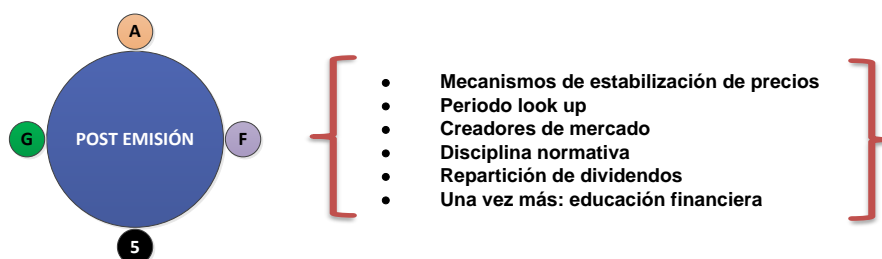 A
G
POST EMISIÓN
F
5
• Mecanismos de estabilización de precios
• Periodo look up
• Creadores de mercado
• Disciplina normativa
• Repartición de dividendos
• Una vez más: educación financiera